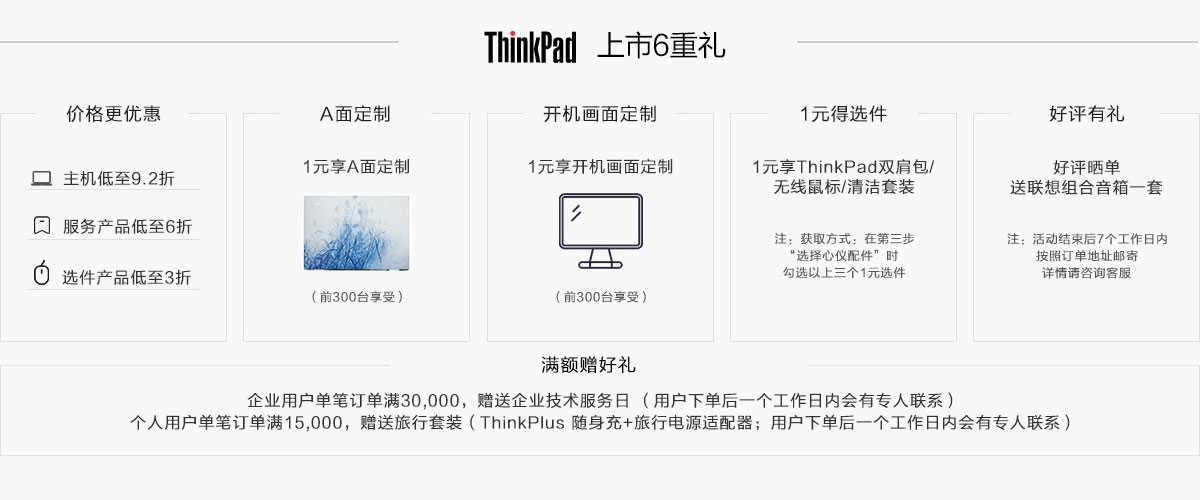 ThinkPad 上市6重礼
价格更优惠
主机低至9.2折
服务产品低至6折
选件产品低至3折
A面定制
1元享A面定制
（前300台享受）
开机画面定制
1元享开机画面定制
（前300台享受）
1元得选件
1元享ThinkPad双肩包/
无线鼠标/清洁套装
注：获取方式：在第三步
“选择心仪配件”时
勾选以上三个1元选件
好评有礼
好评晒单
送联想组合音箱一套
注：活动结束后7个工作日内
按照订单地址邮寄
详情请咨询客服
满额赠好礼
企业用户单笔订单满30,000，赠送企业技术服务日 （用户下单后一个工作日内会有专人联系）
个人用户单笔订单满15,000，赠送旅行套装（ThinkPlus 随身充+旅行电源适配器；用户下单后一个工作日内会有专人联系）